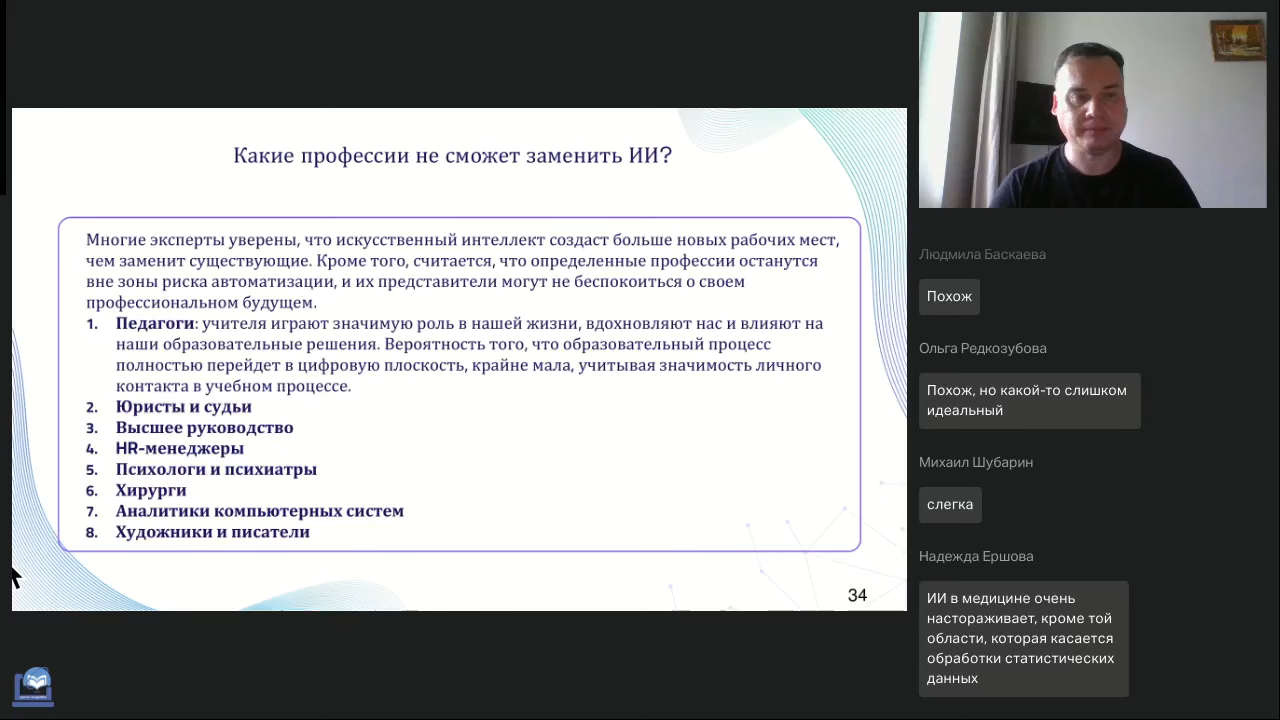 Какие профессии не сможет заменить ИИ?
Многие эксперты уверены, что искусственный интеллект создаст больше новых рабочих мест,
чем заменит существующие. Кроме того, считается, что определенные профессии останутся
вне зоны риска автоматизации, и их представители могут не беспокоиться о своем
профессиональном будущем.
1. Педагоги: учителя играют значимую роль в нашей жизни, вдохновляют нас и влияют на
наши образовательные решения. Вероятность того, что образовательный процесс
полностью перейдет в цифровую плоскость, крайне мала, учитывая значимость личного
контакта в учебном процессе.
2. Юристы и судьи
3. Высшее руководство
4. HR-менеджеры
5. Психологи и психиатры
6. Хирурги
7. Аналитики компьютерных систем
8. Художники и писатели
34
Людмила Баскаева
Похож
Ольга Редкозубова
Похож, но какой-то слишком
идеальный
Михаил Шубарин
слегка
Надежда Ершова
ИИ в медицине очень
настораживает, кроме той
области, которая касается
обработки статистических
данных